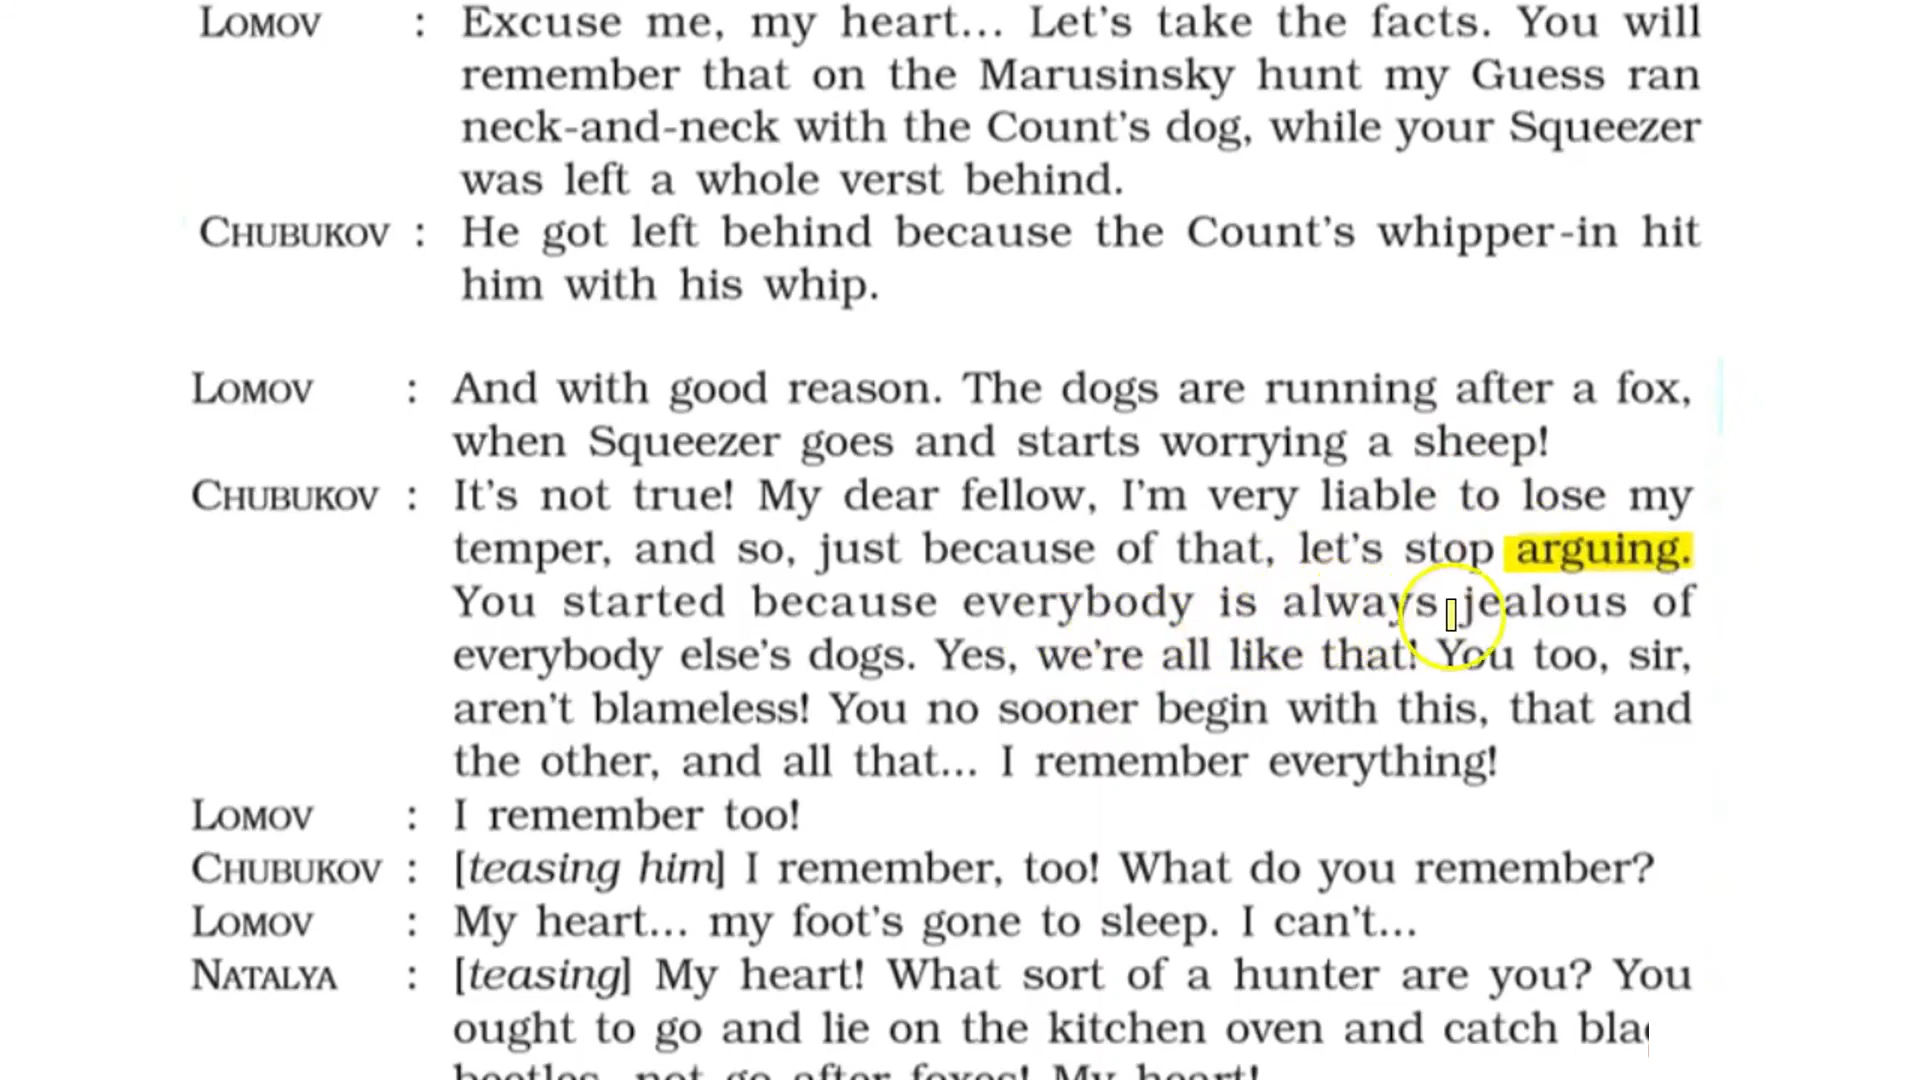 LOMOV : Excuse me, my heart... Let's take the facts. You will
remember that on the Marusinsky hunt my Guess ran
neck-and-neck with the Count's dog, while your Squeezer
was left a whole verst behind.
CHUBUKOV : He got left behind because the Count's whipper-in hit
him with his whip.
LOMOV : And with good reason. The dogs are running after a fox,
when Squeezer goes and starts worrying a sheep!
CHUBUKOV : It's not true! My dear fellow, I'm very liable to lose my
temper, and so, just because of that, let's stop arguing.
You started because everybody is always jealous of
everybody else's dogs. Yes, we're all like that! You too, sir,
aren't blameless! You no sooner begin with this, that and
the other, and all that... I remember everything!
LOMOV : I remember too!
CHUBUKOV : [teasing him] I remember, too! What do you remember?
LOMOV : My heart... my foot's gone to sleep. I can't...
NATALYA : [teasing] My heart! What sort of a hunter are you? You
ought to go and lie on the kitchen oven and catch
beetles, not go after foxes! My heart!